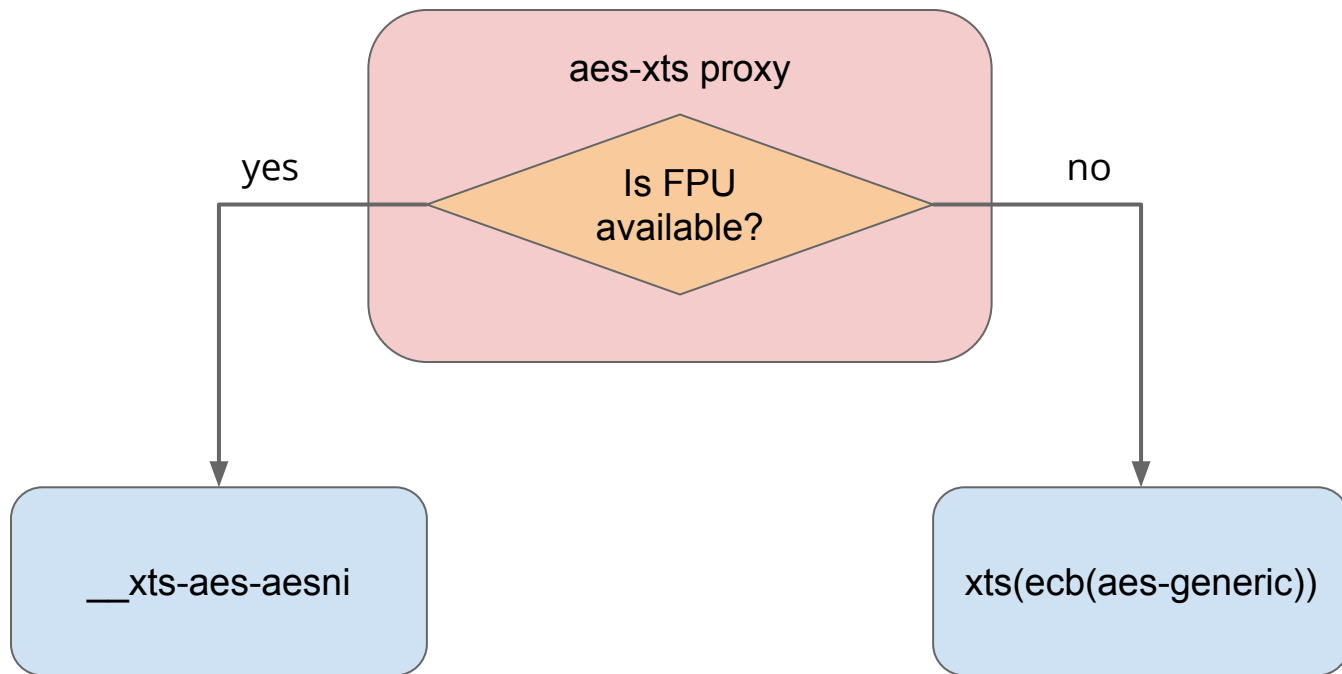 aes-xts proxy
yes
Is FPU
available?
no
__xts-aes-aesni
xts(ecb(aes-generic))